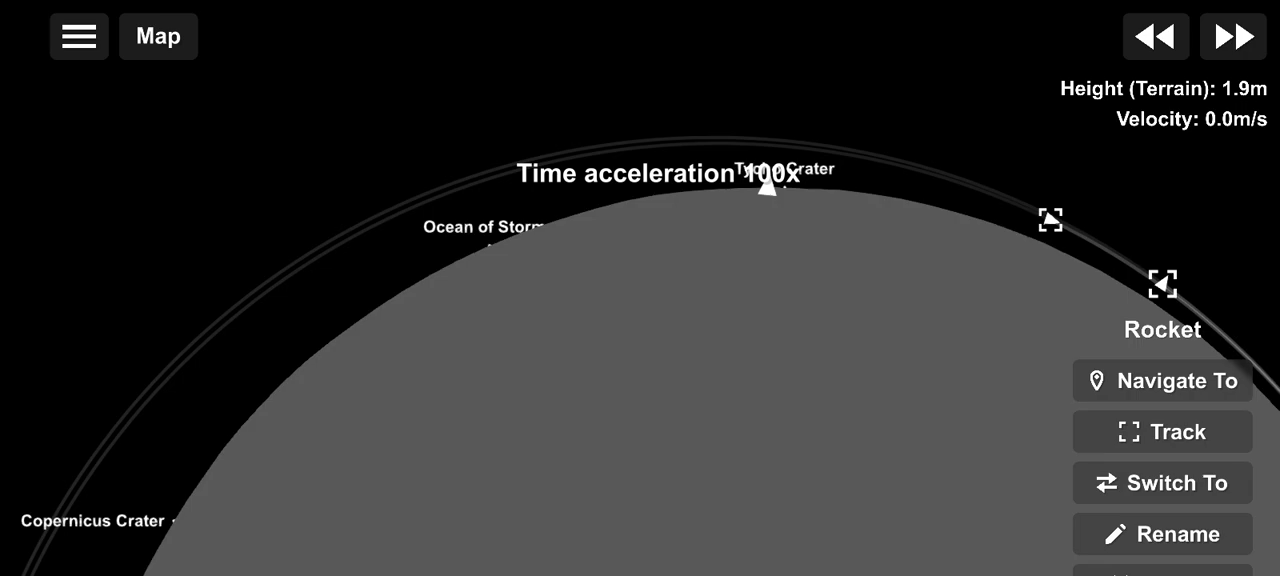 Map
Height (Terrain): 1.9m
Velocity: 0.0m/s
Time acceleration 100x
Crater
Ocean of Storm
Rocket
Navigate To
Track
Switch To
Rename
Copernicus Crater